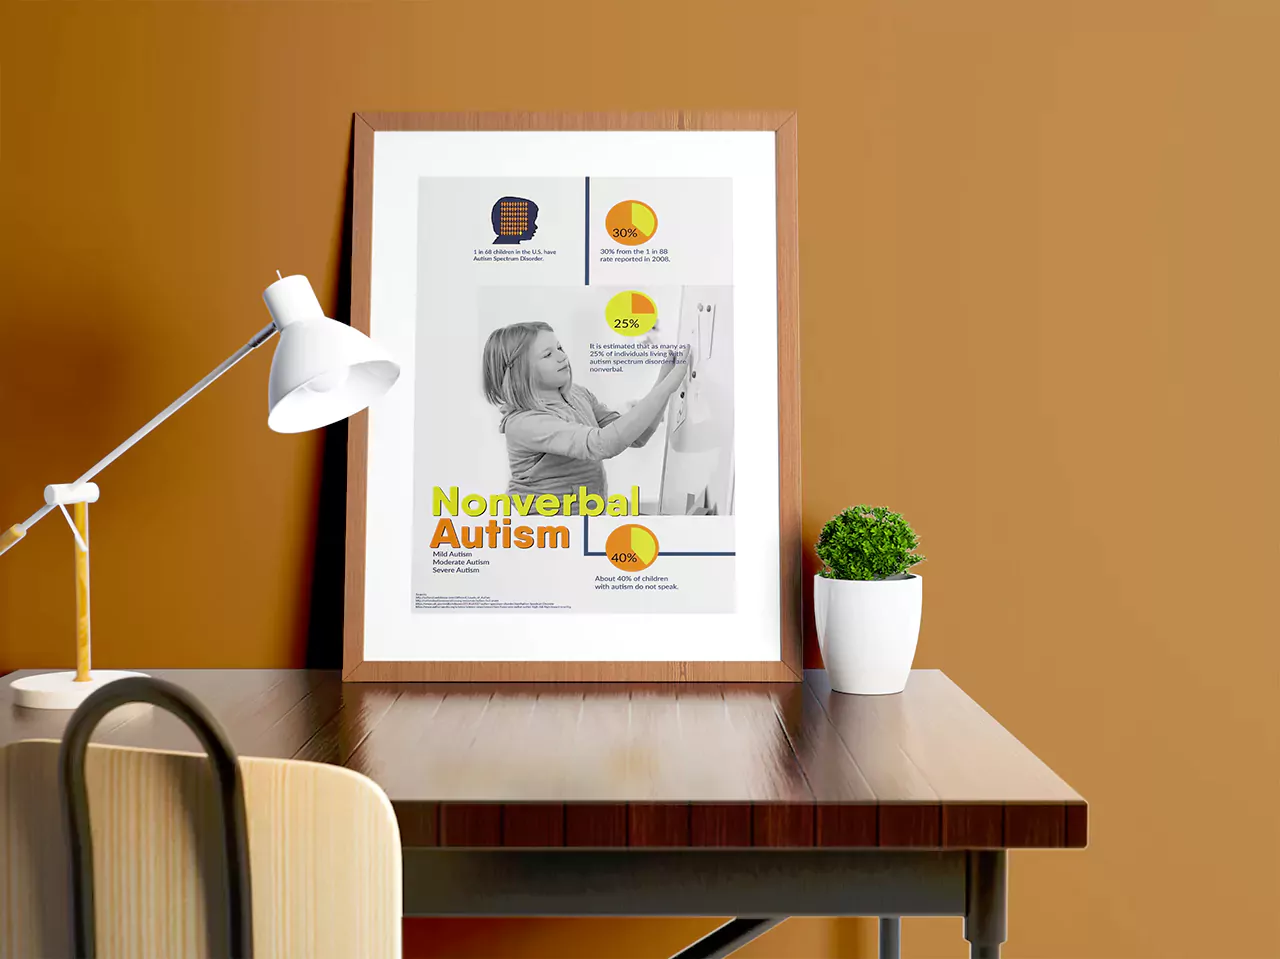 1 in 68 children in the U.S. have
Autism Spectrum Disorder.
30%
30% from the 1 in 88
rate reported in 2008.
25%
It is estimated that as many as
25% of individuals living with
autism spectrum disorders are
nonverbal.
Nonverbal
Autism
Mild Autism
Moderate Autism
Severe Autism
40%
About 40% of children
with autism do not speak.